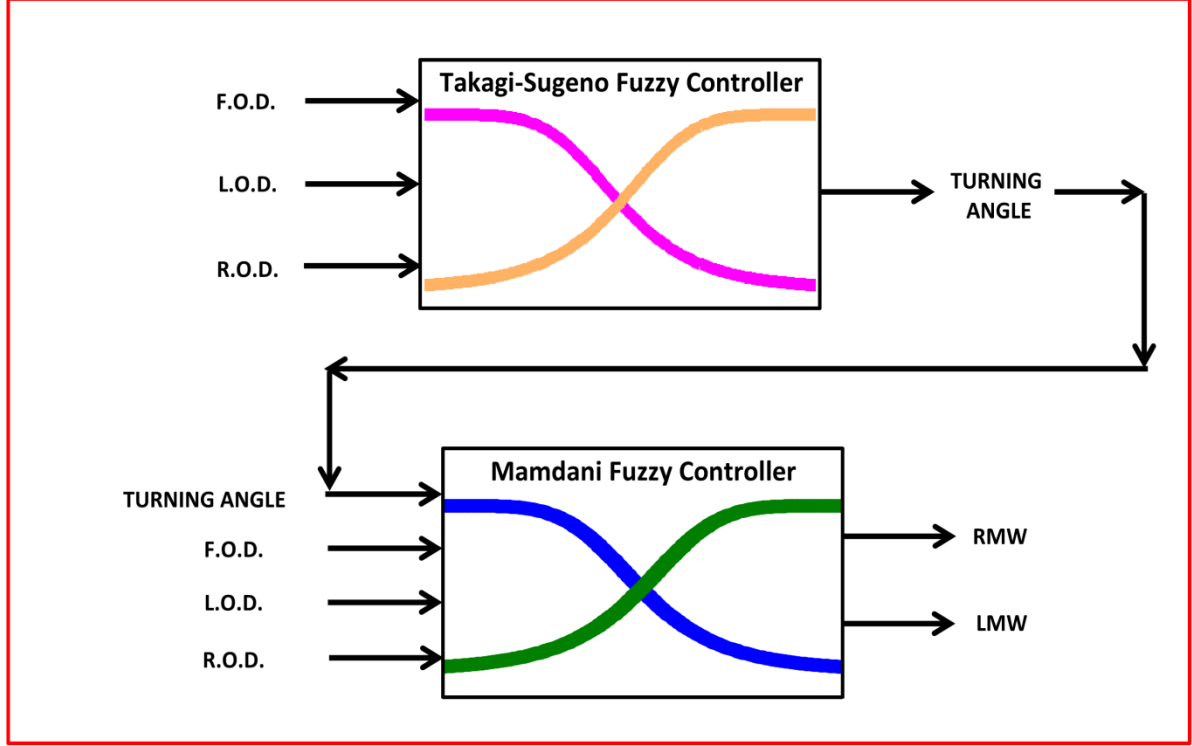 Takagi-Sugeno Fuzzy Controller
F.O.D.
L.O.D.
R.O.D.
TURNING
ANGLE
Mamdani Fuzzy Controller
TURNING ANGLE
F.O.D.
L.O.D.
R.O.D.
RMW
LMW